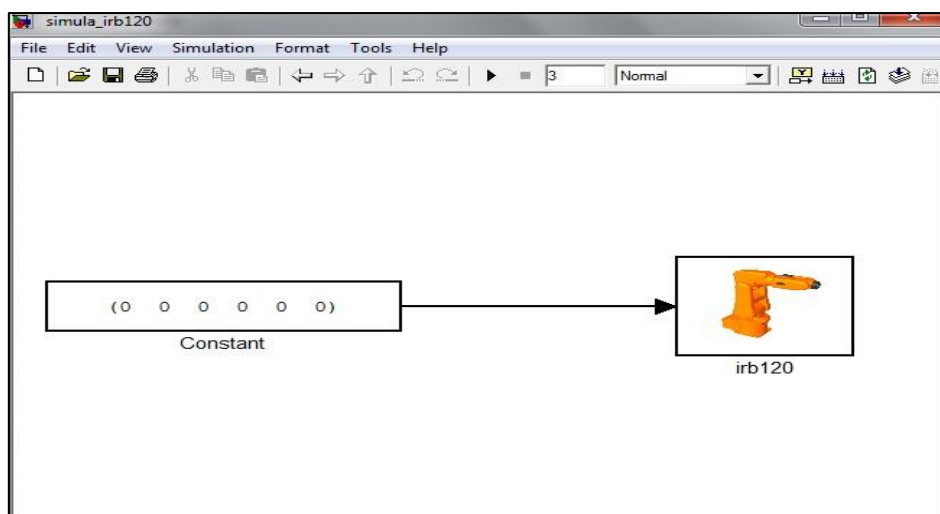 simula_irb120
File Edit View Simulation Format Tools Help
3 Normal
(0 0 0 0 0 0)
Constant
irb120